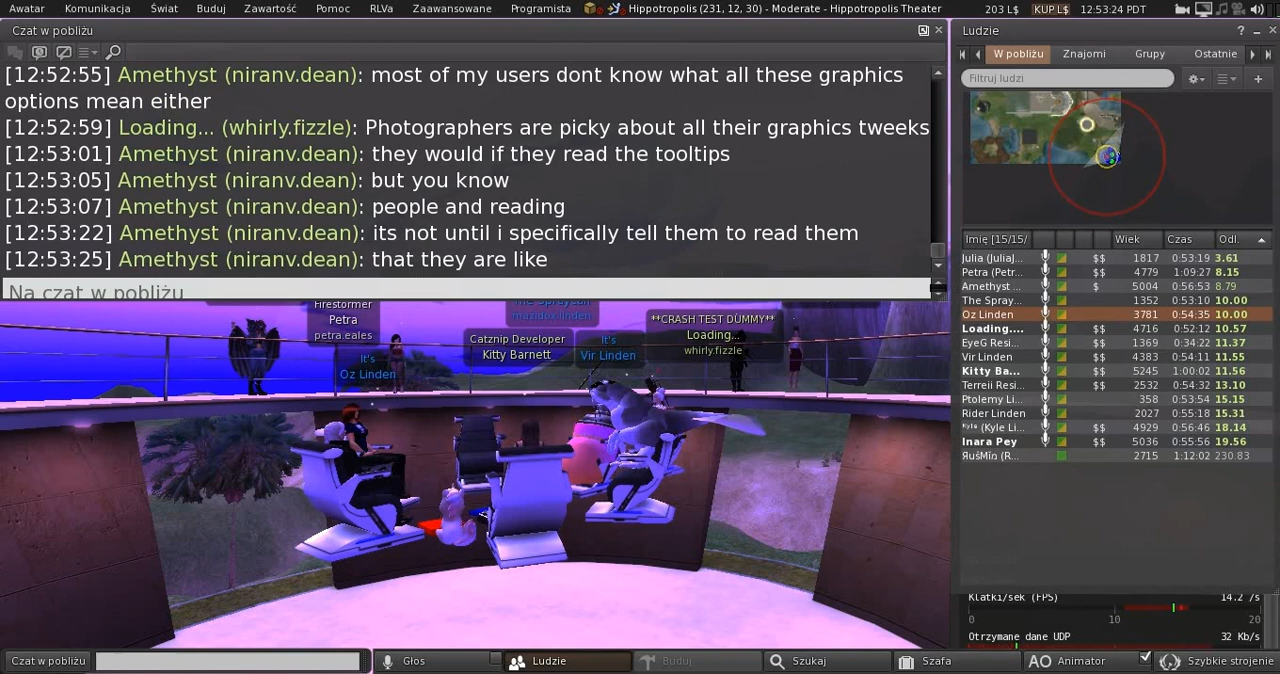 Awatar Komunikacja Świat Buduj Zawartość Pomoc RLVa Zaawansowane Programista Hippotropolis (231, 12, 30) - Moderate - Hippotropolis Theater 203 L$ KUP L$ 12:53:24 PDT
Czat w pobliżu
[12:52:55] Amethyst (niranv.dean): most of my users dont know what all these graphics
options mean either
[12:52:59] Loading... (whirly.fizzle): Photographers are picky about all their graphics tweeks
[12:53:01] Amethyst (niranv.dean): they would if they read the tooltips
[12:53:05] Amethyst (niranv.dean): but you know
[12:53:07] Amethyst (niranv.dean): people and reading
[12:53:22] Amethyst (niranv.dean): its not until i specifically tell them to read them
[12:53:25] Amethyst (niranv.dean): that they are like
Na czat w pobliżu
Firestormer
Petra
petra.eales
It's
Oz Linden
The Spraycan
mazidox.linden
Catznip Developer
Kitty Barnett
It's
Vir Linden
**CRASH TEST DUMMY**
Loading...
whirly.fizzle
Ludzie
W pobliżu Znajomi Grupy Ostatnie
Filtruj ludzi
Imię [15/15/ Wiek Czas Odl.
Julia (JuliaJ... $$ 1817 0:53:19 3.61
Petra (Petr... $$ 4779 1:09:27 8.15
Amethyst ... $ 5004 0:56:53 8.79
The Spray... 1352 0:53:10 10.00
Oz Linden 3781 0:54:35 10.00
Loading.... $$ 4716 0:52:12 10.57
EyeG Resi... $$ 1369 0:34:22 11.37
Vir Linden $$ 4383 0:54:11 11.55
Kitty Ba... $$ 5245 1:00:02 11.56
Terreii Resi... $$ 2532 0:54:32 13.10
Ptolemy Li... 358 0:53:54 15.15
Rider Linden 2027 0:55:18 15.31
ᴷʸˡᵉ (Kyle Li... $$ 4929 0:56:46 18.14
Inara Pey $$ 5036 0:55:56 19.56
ЯuśMïn (R... 2715 1:12:02 230.83
Klatki/sek (FPS) 14.2 /s
0 10 20
Otrzymane dane UDP 32 Kb/s
Czat w pobliżu Głos Ludzie Buduj Szukaj Szafa AO Animator Szybkie strojenie